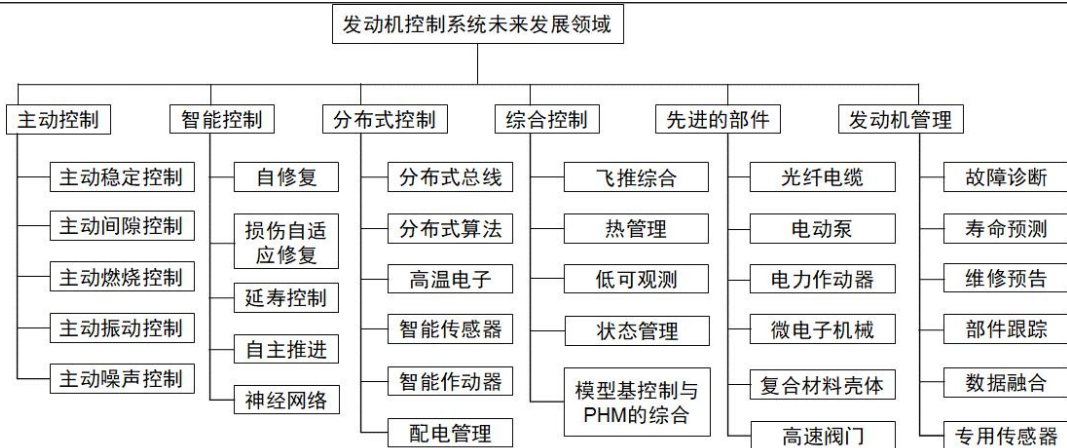 发动机控制系统未来发展领域
主动控制
智能控制
分布式控制
综合控制
先进的部件
发动机管理
主动稳定控制
主动间隙控制
主动燃烧控制
主动振动控制
主动噪声控制
自修复
损伤自适
应修复
延寿控制
自主推进
神经网络
分布式总线
分布式算法
高温电子
智能传感器
智能作动器
配电管理
飞推综合
热管理
低可观测
状态管理
模型基控制与
PHM的综合
光纤电缆
电动泵
电力作动器
微电子机械
复合材料壳体
高速阀门
故障诊断
寿命预测
维修预告
部件跟踪
数据融合
专用传感器